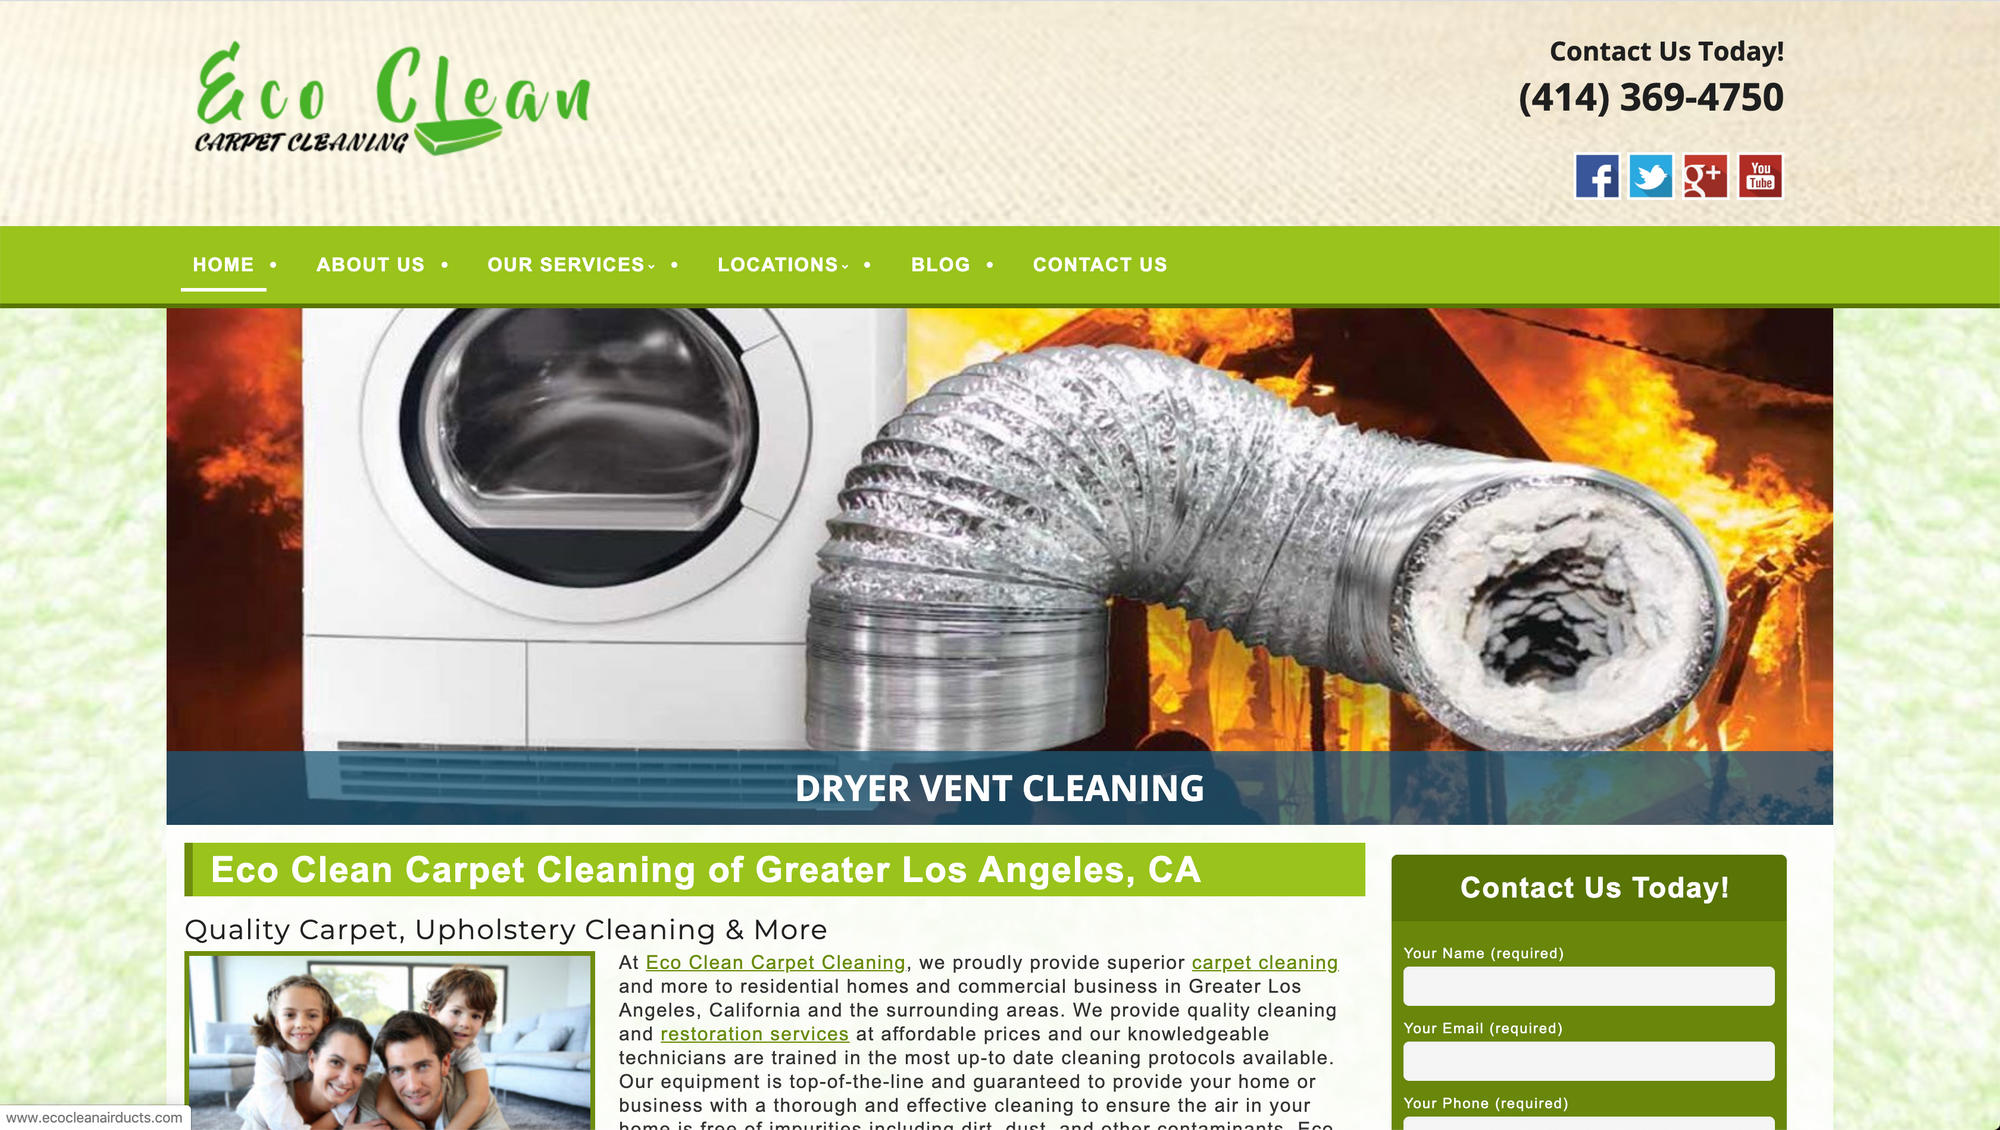 Eco Clean
CARPET CLEANING
Contact Us Today!
(414) 369-4750
f
g+
You
Tube
HOME • ABOUT US • OUR SERVICES • LOCATIONS • BLOG • CONTACT US
DRYER VENT CLEANING
Eco Clean Carpet Cleaning of Greater Los Angeles, CA
Quality Carpet, Upholstery Cleaning & More
At Eco Clean Carpet Cleaning, we proudly provide superior carpet cleaning
and more to residential homes and commercial business in Greater Los
Angeles, California and the surrounding areas. We provide quality cleaning
and restoration services at affordable prices and our knowledgeable
technicians are trained in the most up-to date cleaning protocols available.
Our equipment is top-of-the-line and guaranteed to provide your home or
business with a thorough and effective cleaning to ensure the air in your
home is free of impurities including dirt, dust, and other contaminants. Eco
Contact Us Today!
Your Name (required)
Your Email (required)
Your Phone (required)
www.ecocleanairducts.com